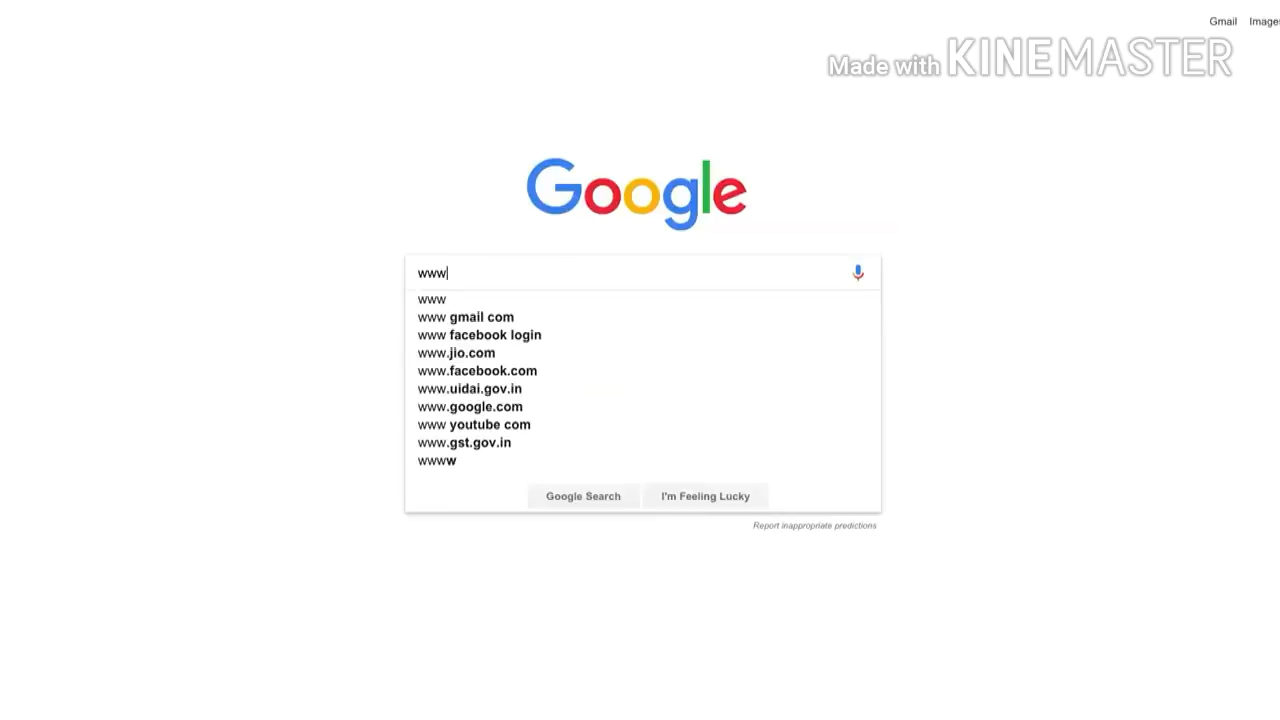 Gmail Images
Made with KINEMASTER
Google
www
www
www gmail com
www facebook login
www.jio.com
www.facebook.com
www.uidai.gov.in
www.google.com
www youtube com
www.gst.gov.in
wwww
Google Search I'm Feeling Lucky
Report inappropriate predictions